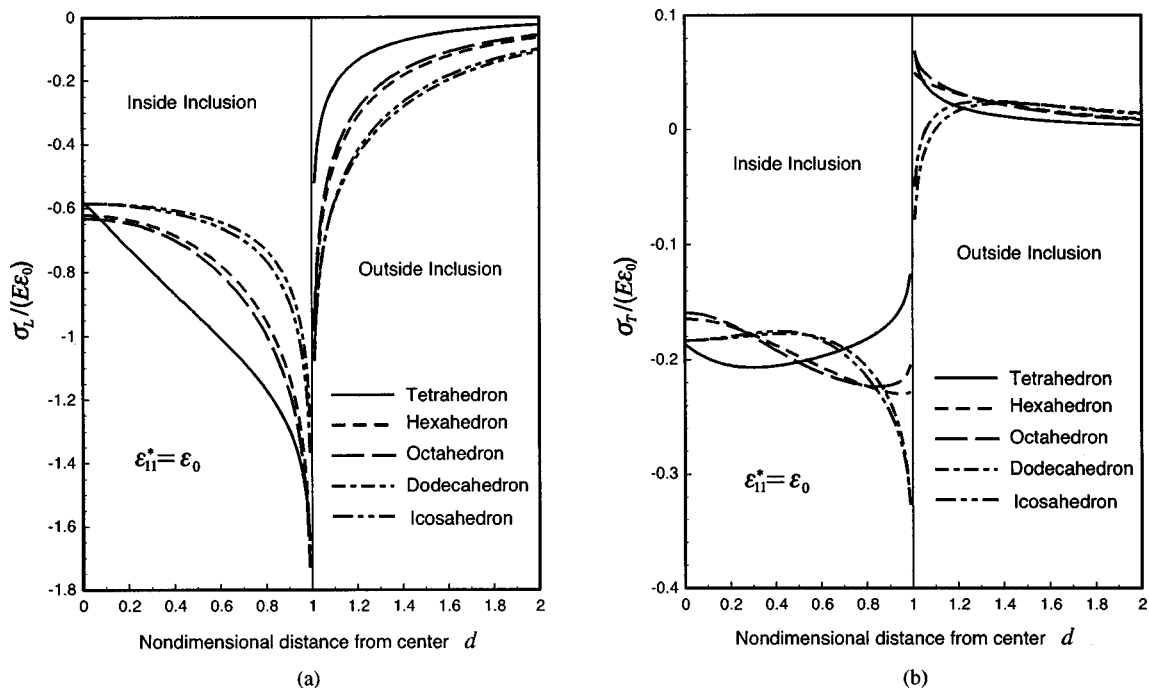 0
-0.2
-0.4
-0.6
-0.8
-1
-1.2
-1.4
-1.6
-1.8
σ_L/(Eε₀)
Inside Inclusion
Outside Inclusion
Tetrahedron
Hexahedron
Octahedron
Dodecahedron
Icosahedron
ε*₁₁=ε₀
0 0.2 0.4 0.6 0.8 1 1.2 1.4 1.6 1.8 2
Nondimensional distance from center d
(a)
0.1
0
-0.1
-0.2
-0.3
-0.4
σ_T/(Eε₀)
Inside Inclusion
Outside Inclusion
Tetrahedron
Hexahedron
Octahedron
Dodecahedron
Icosahedron
ε*₁₁=ε₀
0 0.2 0.4 0.6 0.8 1 1.2 1.4 1.6 1.8 2
Nondimensional distance from center d
(b)